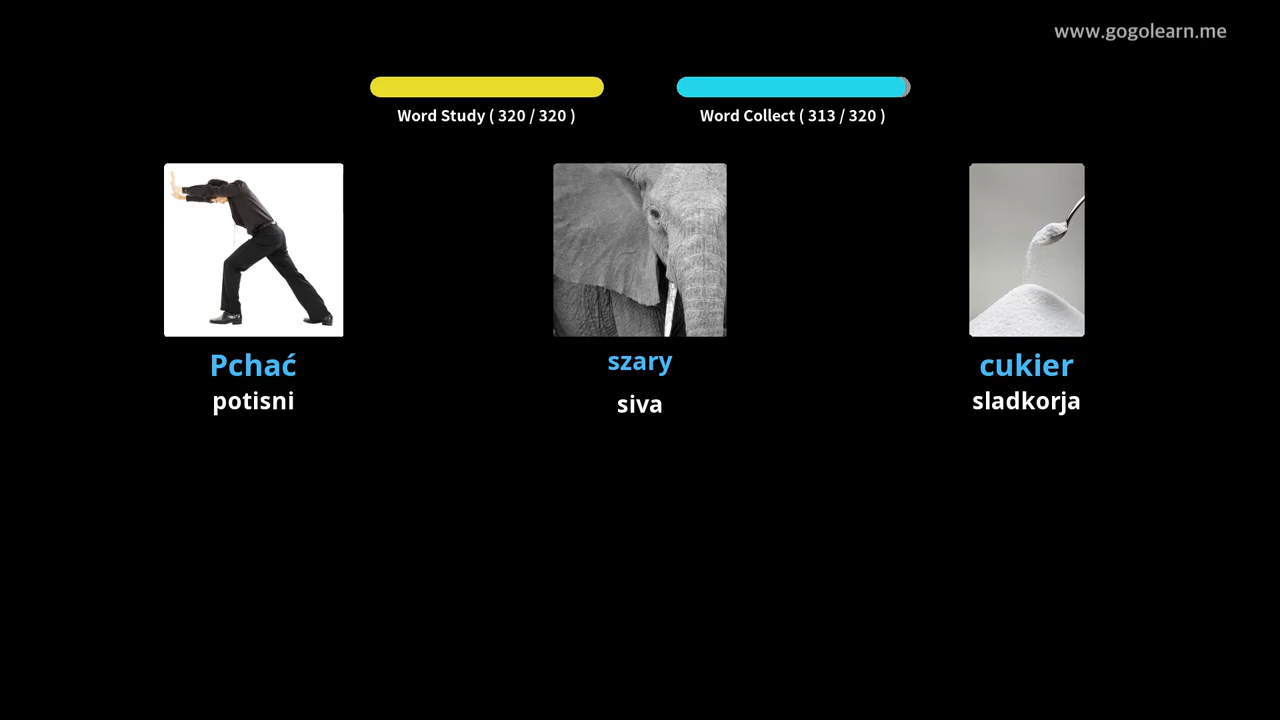 www.gogolearn.me
Word Study ( 320 / 320 )
Word Collect ( 313 / 320 )
Pchać
potisni
szary
siva
cukier
sladkorja